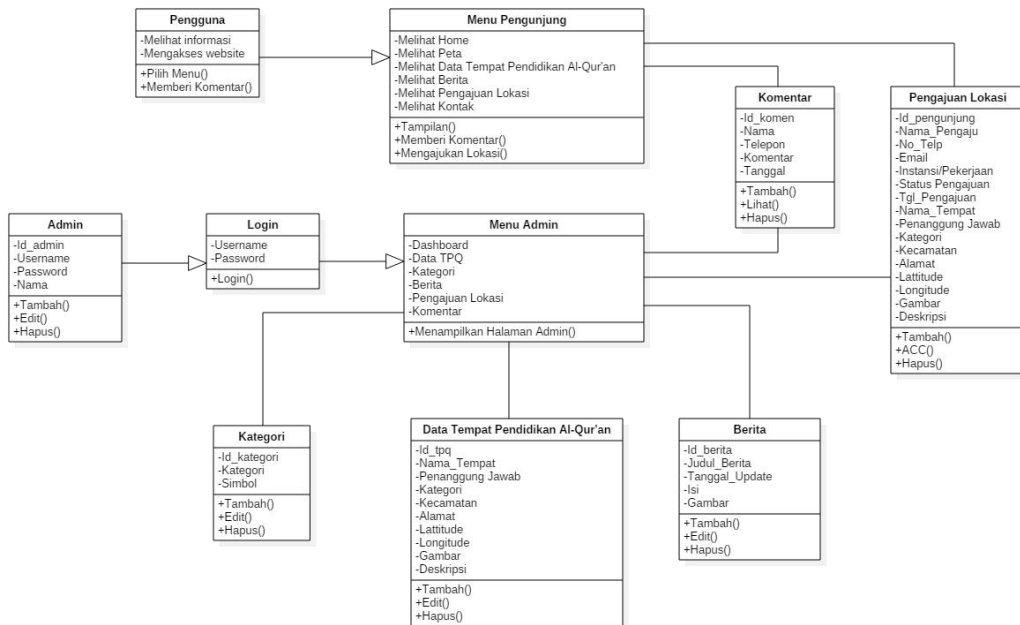 Pengguna
-Melihat informasi
-Mengakses website
+Pilih Menu()
+Memberi Komentar()
Menu Pengunjung
-Melihat Home
-Melihat Peta
-Melihat Data Tempat Pendidikan Al-Qur'an
-Melihat Berita
-Melihat Pengajuan Lokasi
-Melihat Kontak
+Tampilan()
+Memberi Komentar()
+Mengajukan Lokasi()
Komentar
-Id_komen
-Nama
-Telepon
-Komentar
-Tanggal
+Tambah()
+Lihat()
+Hapus()
Pengajuan Lokasi
-Id_pengunjung
-Nama_Pengaju
-No_Telp
-Email
-Instansi/Pekerjaan
-Status Pengajuan
-Tgl_Pengajuan
-Nama_Tempat
-Penanggung Jawab
-Kategori
-Kecamatan
-Alamat
-Lattitude
-Longitude
-Gambar
-Deskripsi
+Tambah()
+ACC()
+Hapus()
Admin
-Id_admin
-Username
-Password
-Nama
+Tambah()
+Edit()
+Hapus()
Login
-Username
-Password
+Login()
Menu Admin
-Dashboard
-Data TPQ
-Kategori
-Berita
-Pengajuan Lokasi
-Komentar
+Menampilkan Halaman Admin()
Kategori
-Id_kategori
-Kategori
-Simbol
+Tambah()
+Edit()
+Hapus()
Data Tempat Pendidikan Al-Qur'an
-Id_tpq
-Nama_Tempat
-Penanggung Jawab
-Kategori
-Kecamatan
-Alamat
-Lattitude
-Longitude
-Gambar
-Deskripsi
+Tambah()
+Edit()
+Hapus()
Berita
-Id_berita
-Judul_Berita
-Tanggal_Update
-Isi
-Gambar
+Tambah()
+Edit()
+Hapus()